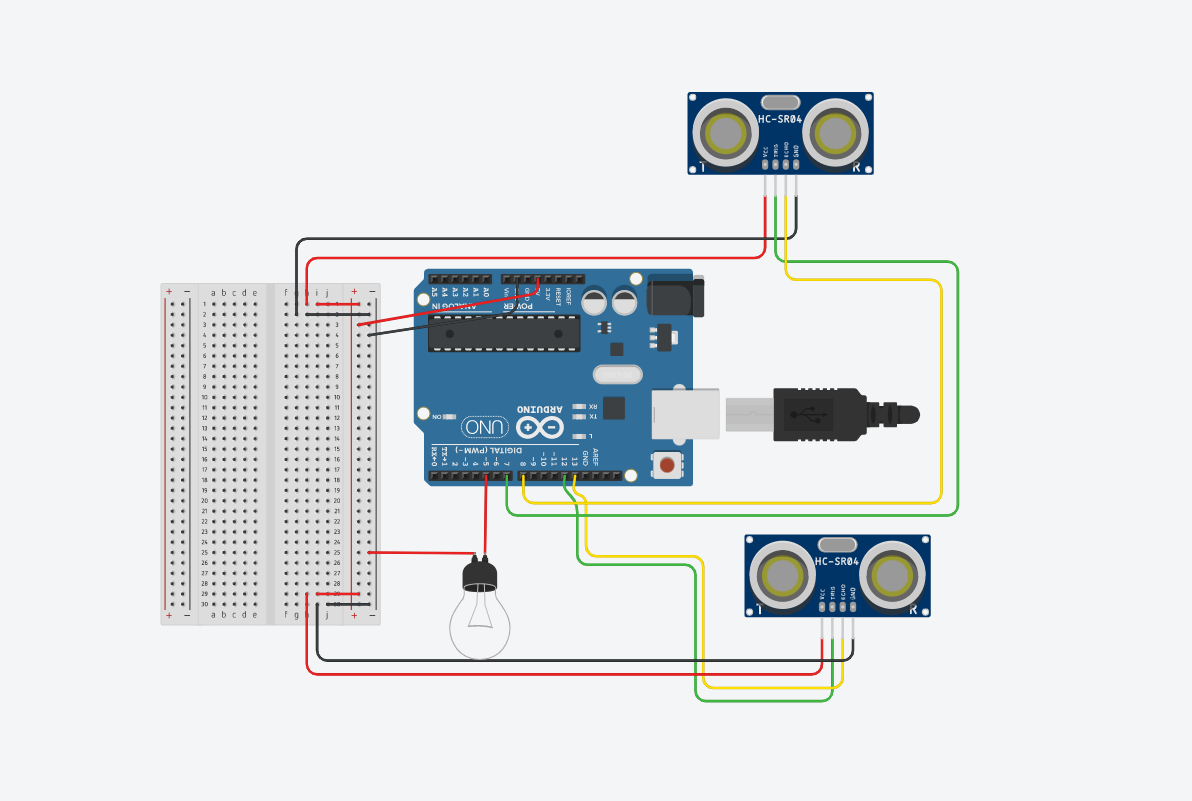 HC-SR04
VCC
TRIG
ECHO
GND
T
R
+ −
a b c d e
f g h i j
+ −
1
2
3
4
5
6
7
8
9
10
11
12
13
14
15
16
17
18
19
20
21
22
23
24
25
26
27
28
29
30
+ −
a b c d e
f g h i j
+ −
A5
A4
A3
A2
A1
A0
ANALOG IN
Vin
GND
5V
3.3V
RESET
IOREF
POWER
RX
TX
L
ON
UNO
ARDUINO
DIGITAL (PWM~)
RX←0
TX→1
2
~3
4
~5
~6
7
8
~9
~10
~11
12
13
GND
AREF
HC-SR04
VCC
TRIG
ECHO
GND
T
R